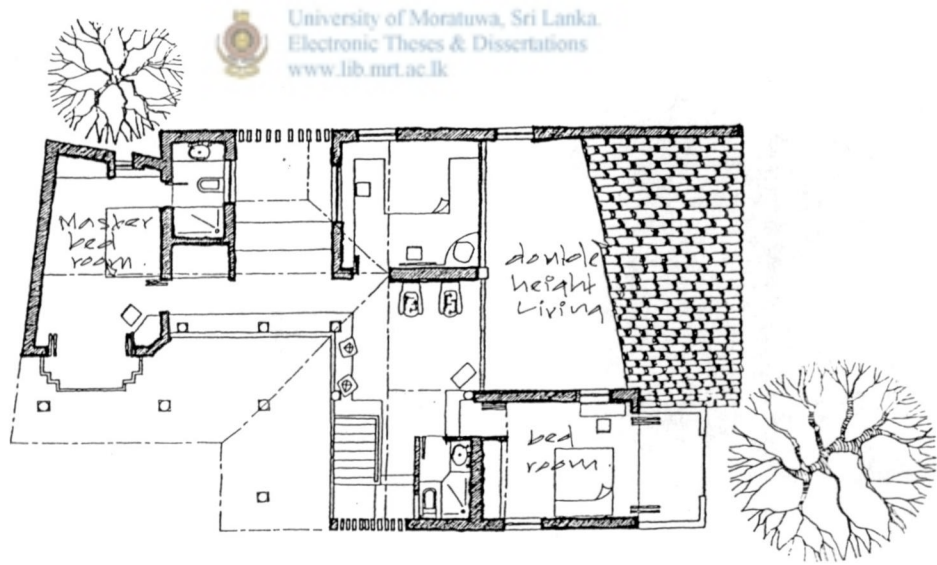 University of Moratuwa, Sri Lanka.
Electronic Theses & Dissertations
www.lib.mrt.ac.lk
Master
bed
room.
double
height
Living
bed
room.